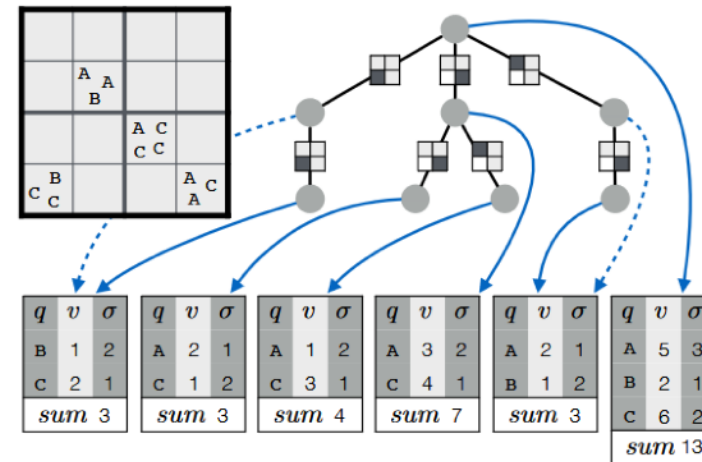 A A
B
A C
C C
C B
C
A C
A
q v σ
B 1 2
C 2 1
sum 3
q v σ
A 2 1
C 1 2
sum 3
q v σ
A 1 2
C 3 1
sum 4
q v σ
A 3 2
C 4 1
sum 7
q v σ
A 2 1
B 1 2
sum 3
q v σ
A 5 3
B 2 1
C 6 2
sum 13